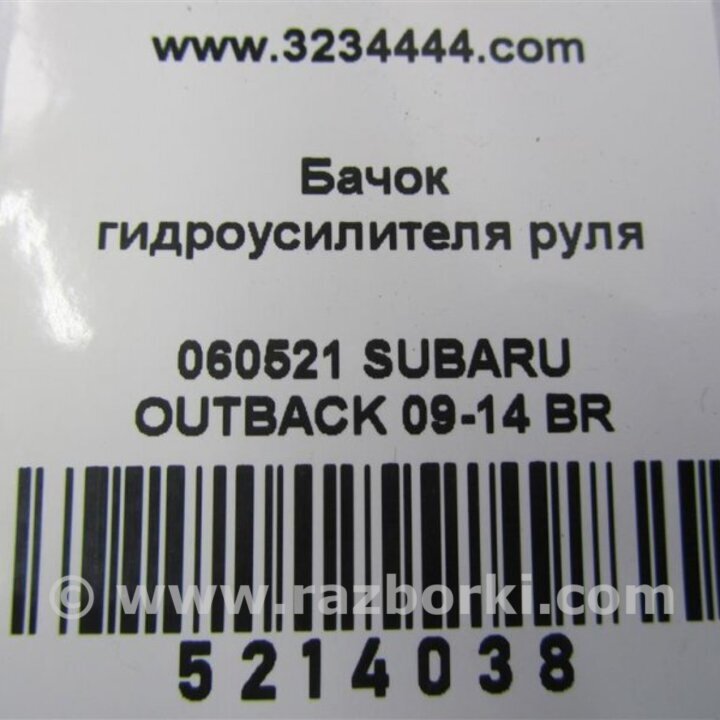 www.3234444.com
Бачок
гидроусилителя руля
060521 SUBARU
OUTBACK 09-14 BR
© www.razborki.com
5214038